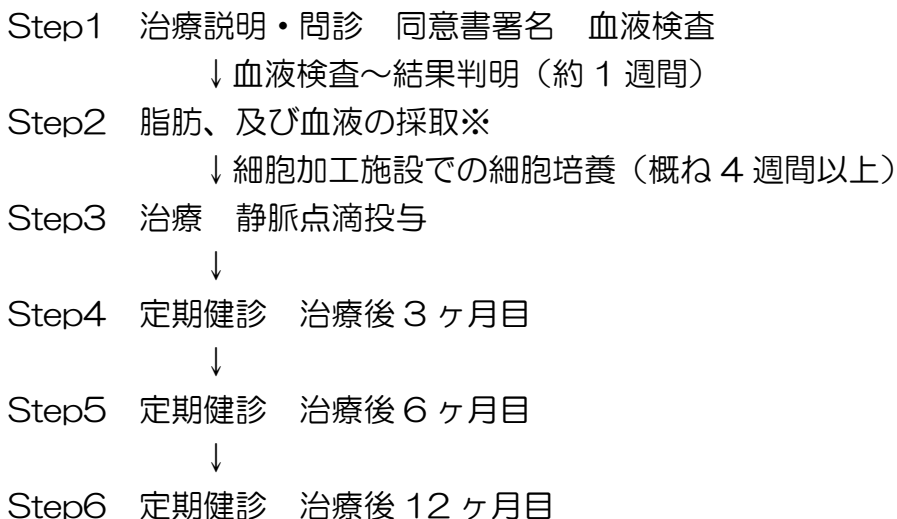 Step1　治療説明・問診　同意書署名　血液検査
↓血液検査～結果判明（約 1 週間）
Step2　脂肪、及び血液の採取※
↓細胞加工施設での細胞培養（概ね 4 週間以上）
Step3　治療　静脈点滴投与
↓
Step4　定期健診　治療後 3 ヶ月目
↓
Step5　定期健診　治療後 6 ヶ月目
↓
Step6　定期健診　治療後 12 ヶ月目